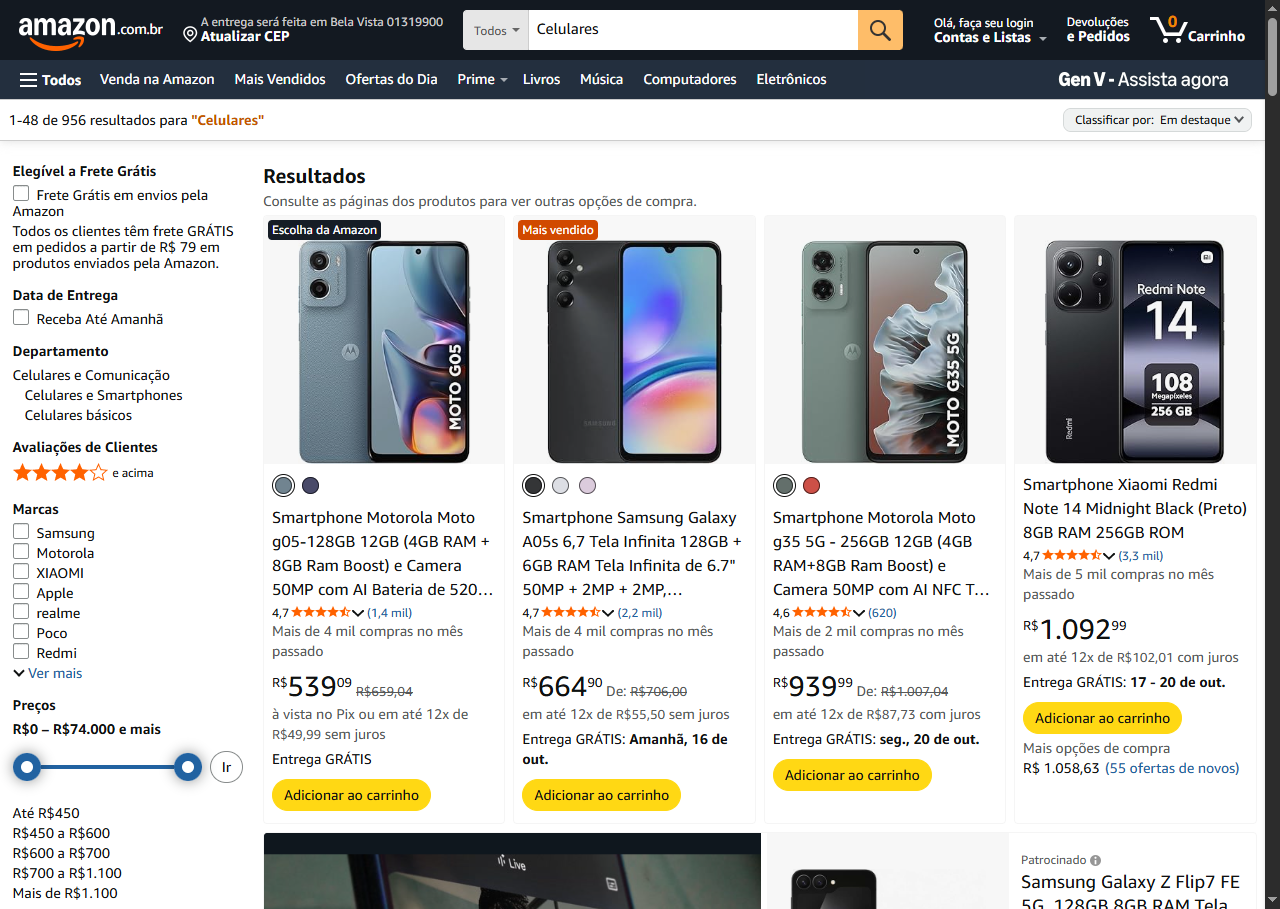 amazon.com.br
A entrega será feita em Bela Vista 01319900
Atualizar CEP
Todos
Celulares
Olá, faça seu login
Contas e Listas
Devoluções
e Pedidos
0
Carrinho
Todos
Venda na Amazon
Mais Vendidos
Ofertas do Dia
Prime
Livros
Música
Computadores
Eletrônicos
Gen V - Assista agora
1-48 de 956 resultados para "Celulares"
Classificar por: Em destaque
Elegível a Frete Grátis
Frete Grátis em envios pela
Amazon
Todos os clientes têm frete GRÁTIS
em pedidos a partir de R$ 79 em
produtos enviados pela Amazon.
Data de Entrega
Receba Até Amanhã
Departamento
Celulares e Comunicação
Celulares e Smartphones
Celulares básicos
Avaliações de Clientes
e acima
Marcas
Samsung
Motorola
XIAOMI
Apple
realme
Poco
Redmi
Ver mais
Preços
R$0 – R$74.000 e mais
Ir
Até R$450
R$450 a R$600
R$600 a R$700
R$700 a R$1.100
Mais de R$1.100
Resultados
Consulte as páginas dos produtos para ver outras opções de compra.
Escolha da Amazon
MOTO G05
Smartphone Motorola Moto
g05-128GB 12GB (4GB RAM +
8GB Ram Boost) e Camera
50MP com AI Bateria de 520…
4,7 (1,4 mil)
Mais de 4 mil compras no mês
passado
R$53909 R$659,04
à vista no Pix ou em até 12x de
R$49,99 sem juros
Entrega GRÁTIS
Adicionar ao carrinho
Mais vendido
SAMSUNG
Smartphone Samsung Galaxy
A05s 6,7 Tela Infinita 128GB +
6GB RAM Tela Infinita de 6.7"
50MP + 2MP + 2MP,…
4,7 (2,2 mil)
Mais de 4 mil compras no mês
passado
R$66490 De: R$706,00
em até 12x de R$55,50 sem juros
Entrega GRÁTIS: Amanhã, 16 de
out.
Adicionar ao carrinho
MOTO G35 5G
Smartphone Motorola Moto
g35 5G - 256GB 12GB (4GB
RAM+8GB Ram Boost) e
Camera 50MP com AI NFC T…
4,6 (620)
Mais de 2 mil compras no mês
passado
R$93999 De: R$1.007,04
em até 12x de R$87,73 com juros
Entrega GRÁTIS: seg., 20 de out.
Adicionar ao carrinho
Redmi Note
14
108
Megapixeles
256 GB
Redmi
Smartphone Xiaomi Redmi
Note 14 Midnight Black (Preto)
8GB RAM 256GB ROM
4,7 (3,3 mil)
Mais de 5 mil compras no mês
passado
R$1.09299
em até 12x de R$102,01 com juros
Entrega GRÁTIS: 17 - 20 de out.
Adicionar ao carrinho
Mais opções de compra
R$ 1.058,63 (55 ofertas de novos)
Live
Patrocinado
Samsung Galaxy Z Flip7 FE
5G, 128GB 8GB RAM Tela